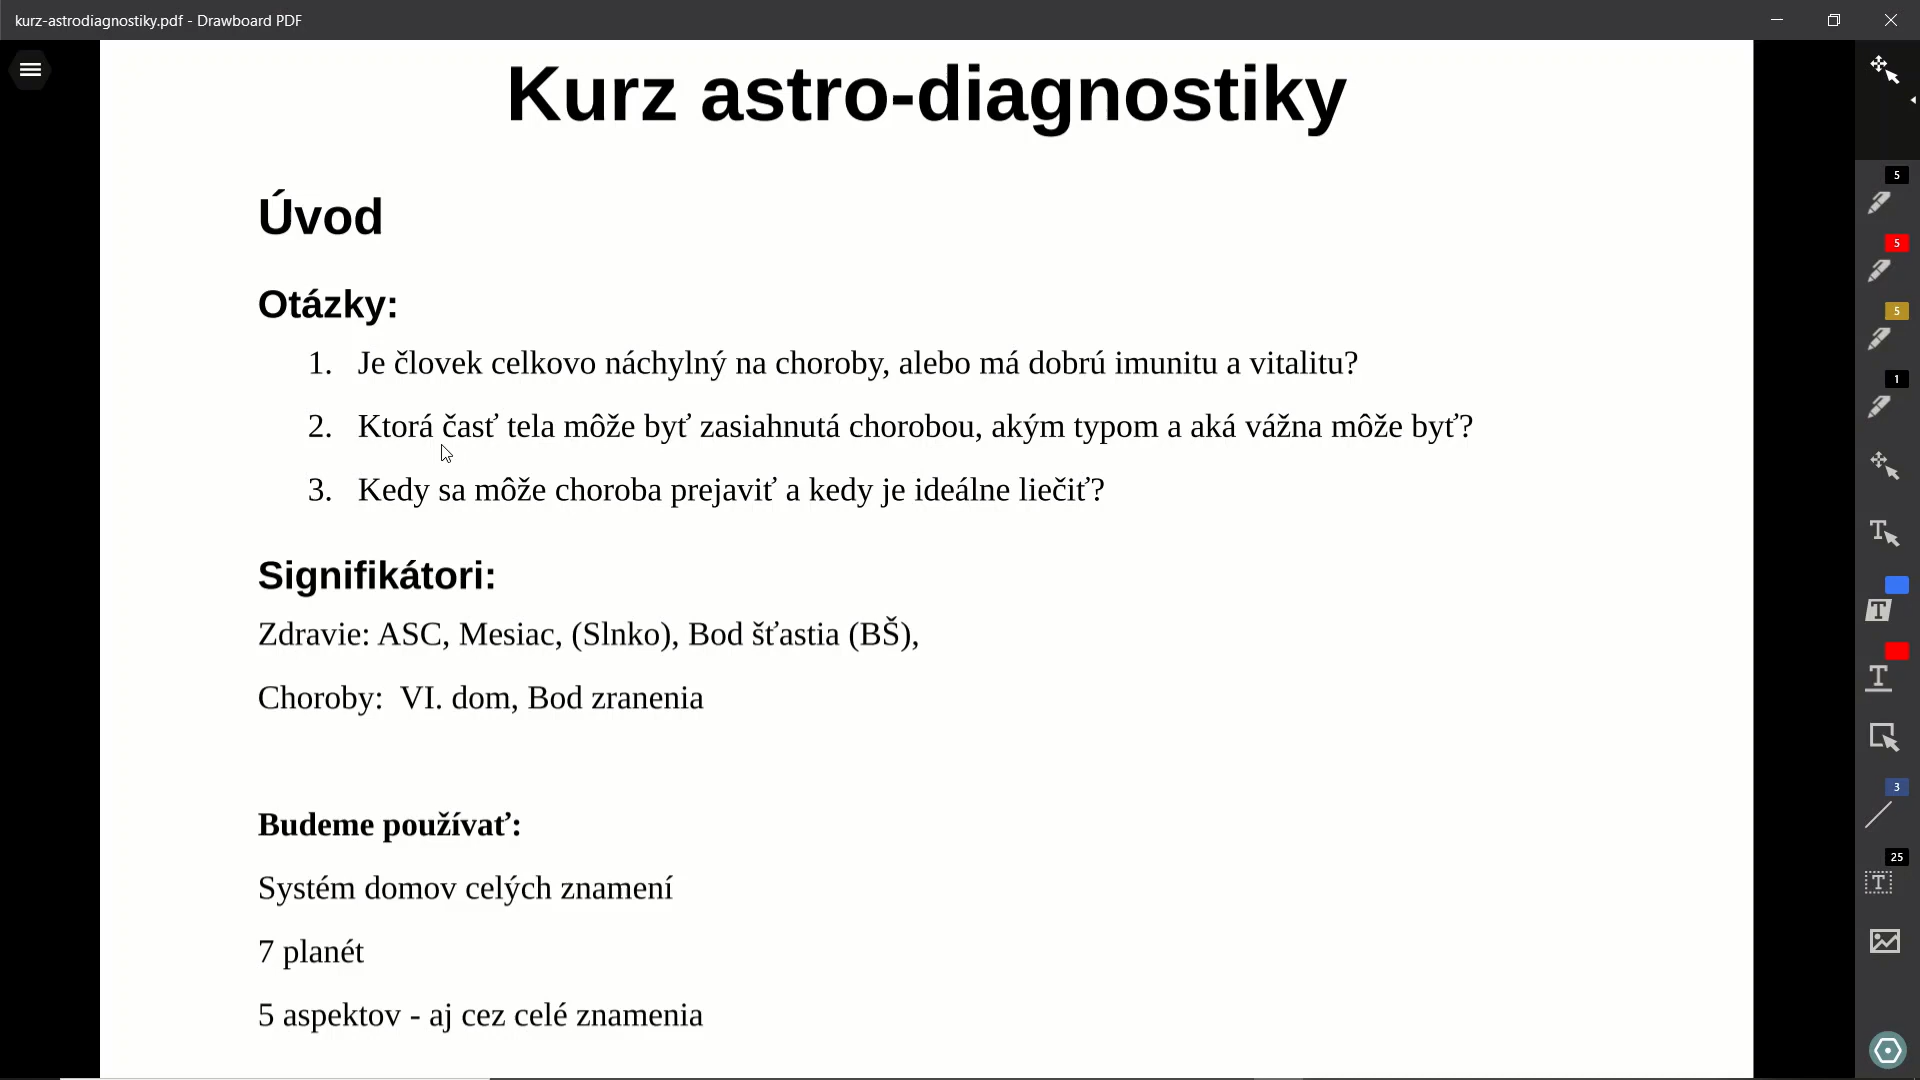 kurz-astrodiagnostiky.pdf - Drawboard PDF
Kurz astro-diagnostiky
Úvod
Otázky:
1. Je človek celkovo náchylný na choroby, alebo má dobrú imunitu a vitalitu?
2. Ktorá časť tela môže byť zasiahnutá chorobou, akým typom a aká vážna môže byť?
3. Kedy sa môže choroba prejaviť a kedy je ideálne liečiť?
Signifikátori:
Zdravie: ASC, Mesiac, (Slnko), Bod šťastia (BŠ),
Choroby: VI. dom, Bod zranenia
Budeme používať:
Systém domov celých znamení
7 planét
5 aspektov - aj cez celé znamenia
5
5
5
1
T
T
T
3
25
T